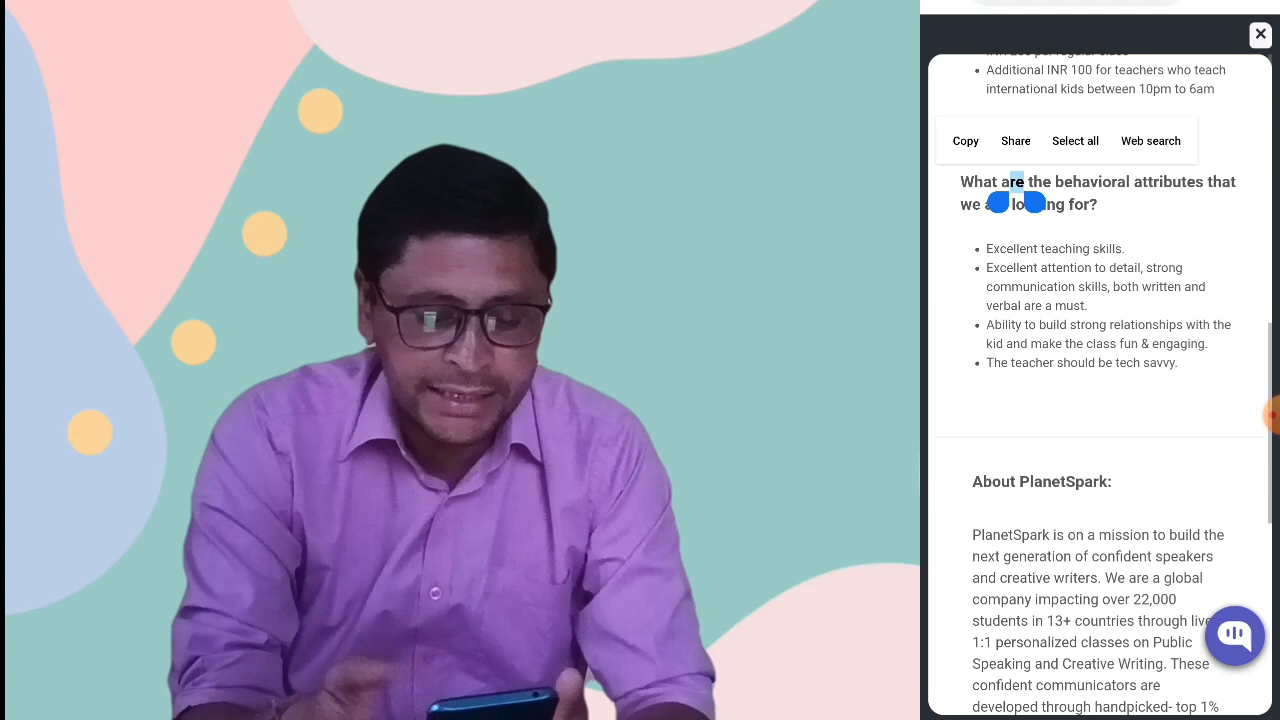 Additional INR 100 for teachers who teach
international kids between 10pm to 6am
Copy Share Select all Web search
What are the behavioral attributes that
we for?
Excellent teaching skills.
Excellent attention to detail, strong
communication skills, both written and
verbal are a must.
Ability to build strong relationships with the
kid and make the class fun & engaging.
The teacher should be tech savvy.
About PlanetSpark:
PlanetSpark is on a mission to build the
next generation of confident speakers
and creative writers. We are a global
company impacting over 22,000
students in 13+ countries through live
1:1 personalized classes on Public
Speaking and Creative Writing. These
confident communicators are
developed through handpicked- top 1%